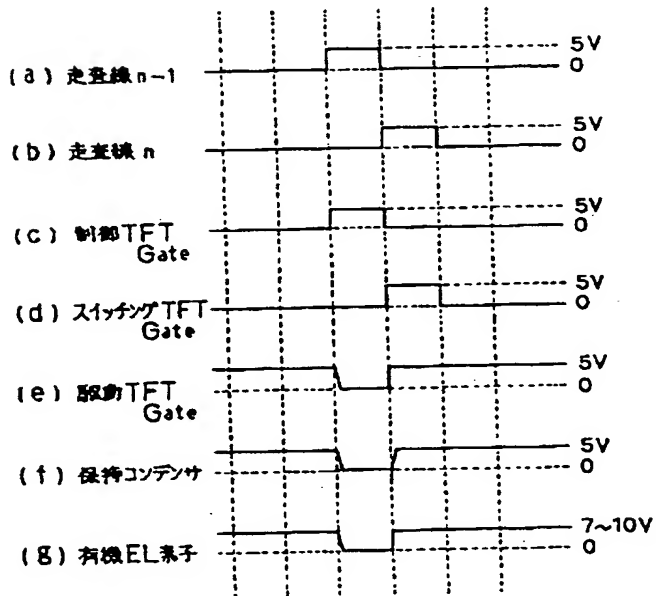 5V
(a) 走査線n-1
0
5V
(b) 走査線n
0
5V
(c) 制御TFT
0
Gate
5V
(d) スイッチングTFT
0
Gate
5V
(e) 駆動TFT
0
Gate
5V
(f) 保持コンデンサ
0
7~10V
(g) 有機EL素子
0